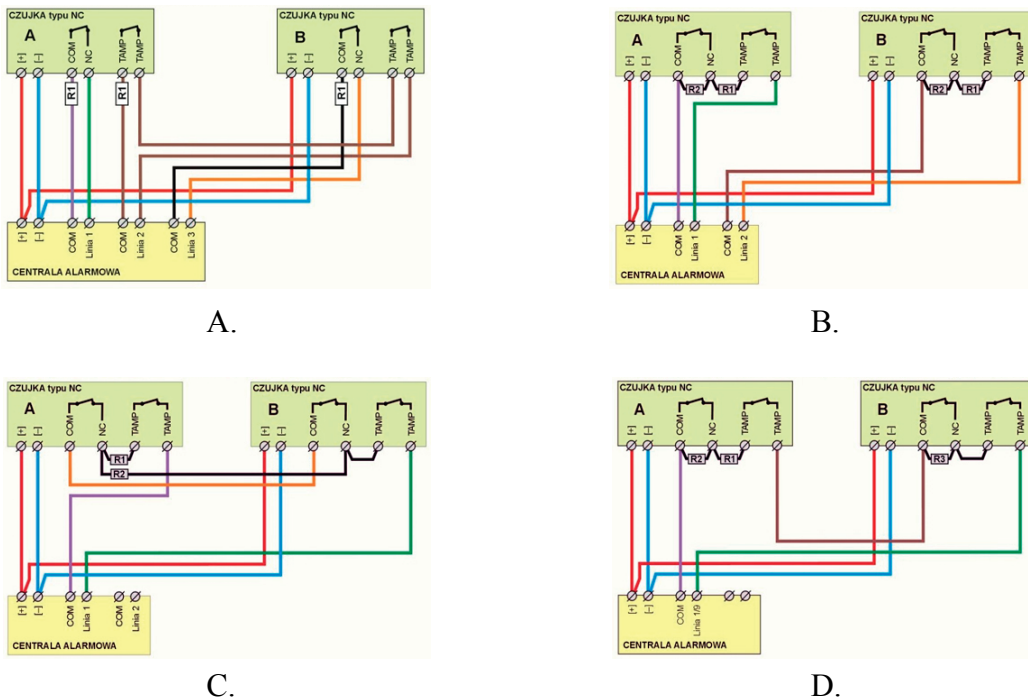 CZUJKA typu NC
A
[+] [-] COM NC TAMP TAMP
CZUJKA typu NC
B
[+] [-] COM NC TAMP TAMP
R1 R1 R1
[+] [-] COM Linia 1 COM Linia 2 COM Linia 3
CENTRALA ALARMOWA
A.
CZUJKA typu NC
A
[+] [-] COM NC TAMP TAMP
CZUJKA typu NC
B
[+] [-] COM NC TAMP TAMP
R2 R1 R2 R1
[+] [-] COM Linia 1 COM Linia 2
CENTRALA ALARMOWA
B.
CZUJKA typu NC
A
[+] [-] COM NC TAMP TAMP
CZUJKA typu NC
B
[+] [-] COM NC TAMP TAMP
R1
R2
[+] [-] COM Linia 1 COM Linia 2
CENTRALA ALARMOWA
C.
CZUJKA typu NC
A
[+] [-] COM NC TAMP TAMP
CZUJKA typu NC
B
[+] [-] COM NC TAMP TAMP
R2 R1 R3
[+] [-] COM Linia 1/9
CENTRALA ALARMOWA
D.